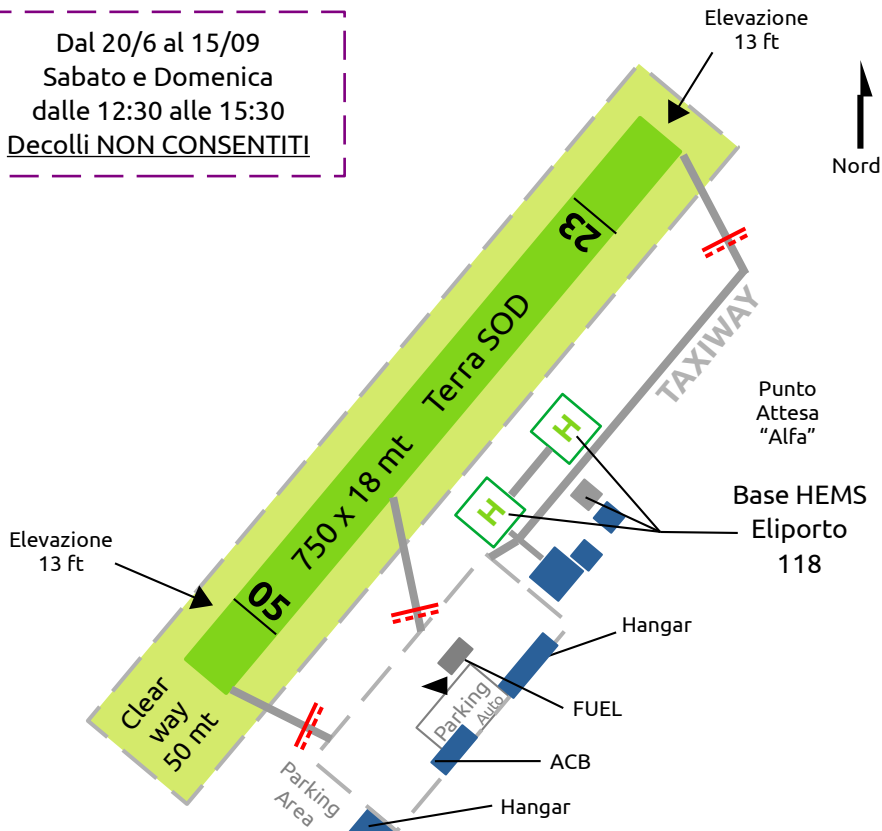 Dal 20/6 al 15/09
Sabato e Domenica
dalle 12:30 alle 15:30
Decolli NON CONSENTITI
Elevazione
13 ft
Nord
23
TAXIWAY
Terra SOD
750 x 18 mt
05
H
H
Punto
Attesa
“Alfa”
Base HEMS
Eliporto
118
Elevazione
13 ft
Clear
way
50 mt
Hangar
FUEL
Parking
Auto
ACB
Parking
Area
Hangar